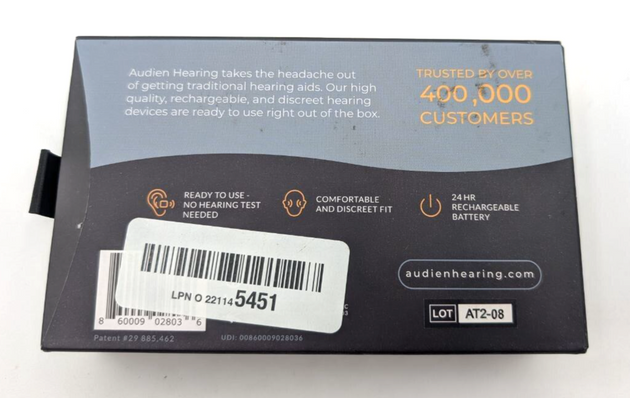 Audien Hearing takes the headache out
of getting traditional hearing aids. Our high
quality, rechargeable, and discreet hearing
devices are ready to use right out of the box.
TRUSTED BY OVER
400,000
CUSTOMERS
READY TO USE -
NO HEARING TEST
NEEDED
COMFORTABLE
AND DISCREET FIT
24 HR
RECHARGEABLE
BATTERY
LPN O 221145451
audienhearing.com
LOT AT2-08
8 60009 02803 6
Patent #29 885,462
UDI: 00860009028036